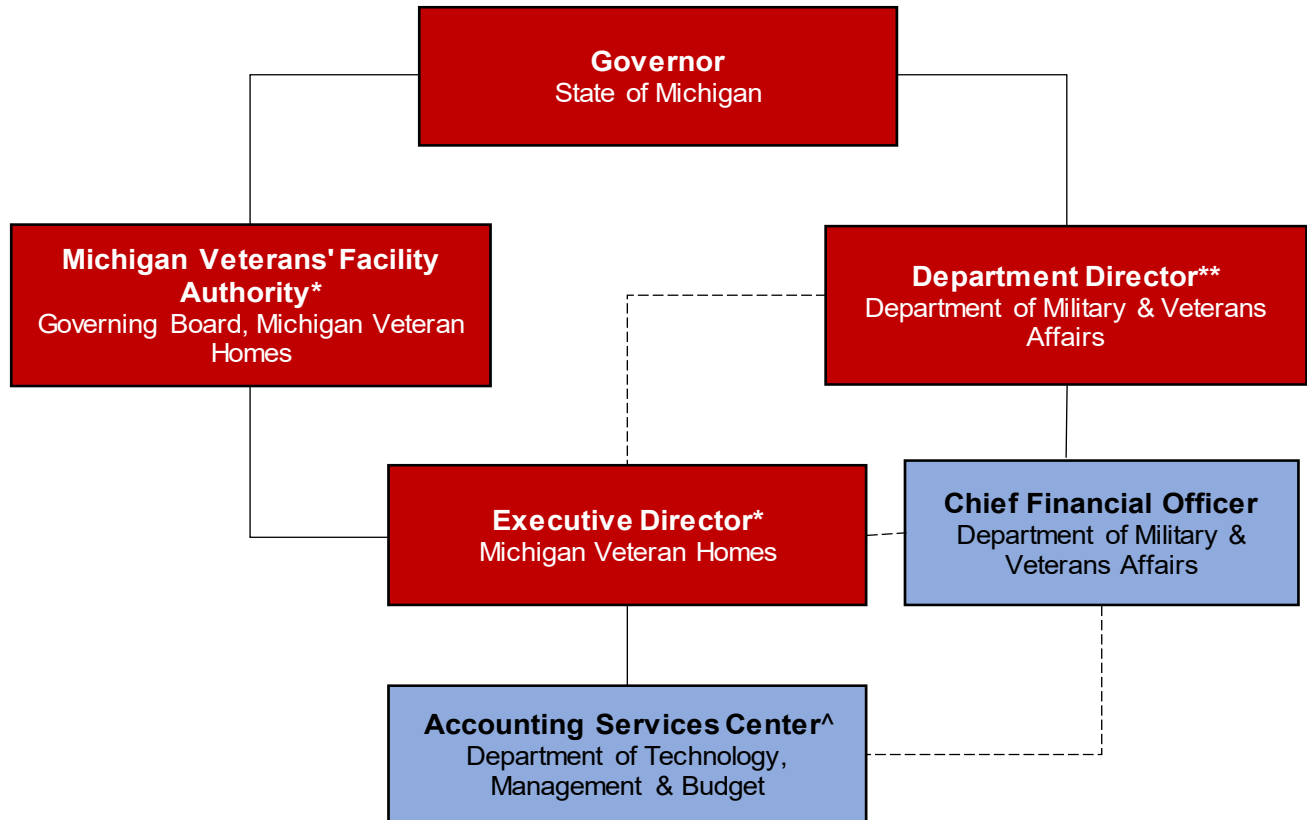 Governor
State of Michigan
Michigan Veterans' Facility
Authority*
Governing Board, Michigan Veteran
Homes
Department Director**
Department of Military & Veterans
Affairs
Executive Director*
Michigan Veteran Homes
Chief Financial Officer
Department of Military &
Veterans Affairs
Accounting Services Center^
Department of Technology,
Management & Budget